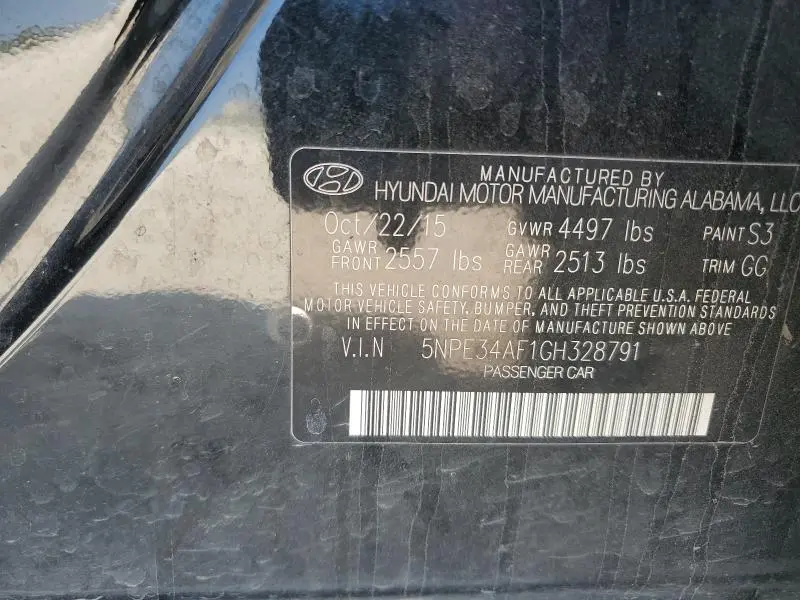 MANUFACTURED BY
HYUNDAI MOTOR MANUFACTURING ALABAMA, LLC
Oct/22/15 GVWR 4497 lbs PAINT S3
GAWR FRONT 2557 lbs GAWR REAR 2513 lbs TRIM GG
THIS VEHICLE CONFORMS TO ALL APPLICABLE U.S.A. FEDERAL
MOTOR VEHICLE SAFETY, BUMPER, AND THEFT PREVENTION STANDARDS
IN EFFECT ON THE DATE OF MANUFACTURE SHOWN ABOVE
V.I.N 5NPE34AF1GH328791
PASSENGER CAR